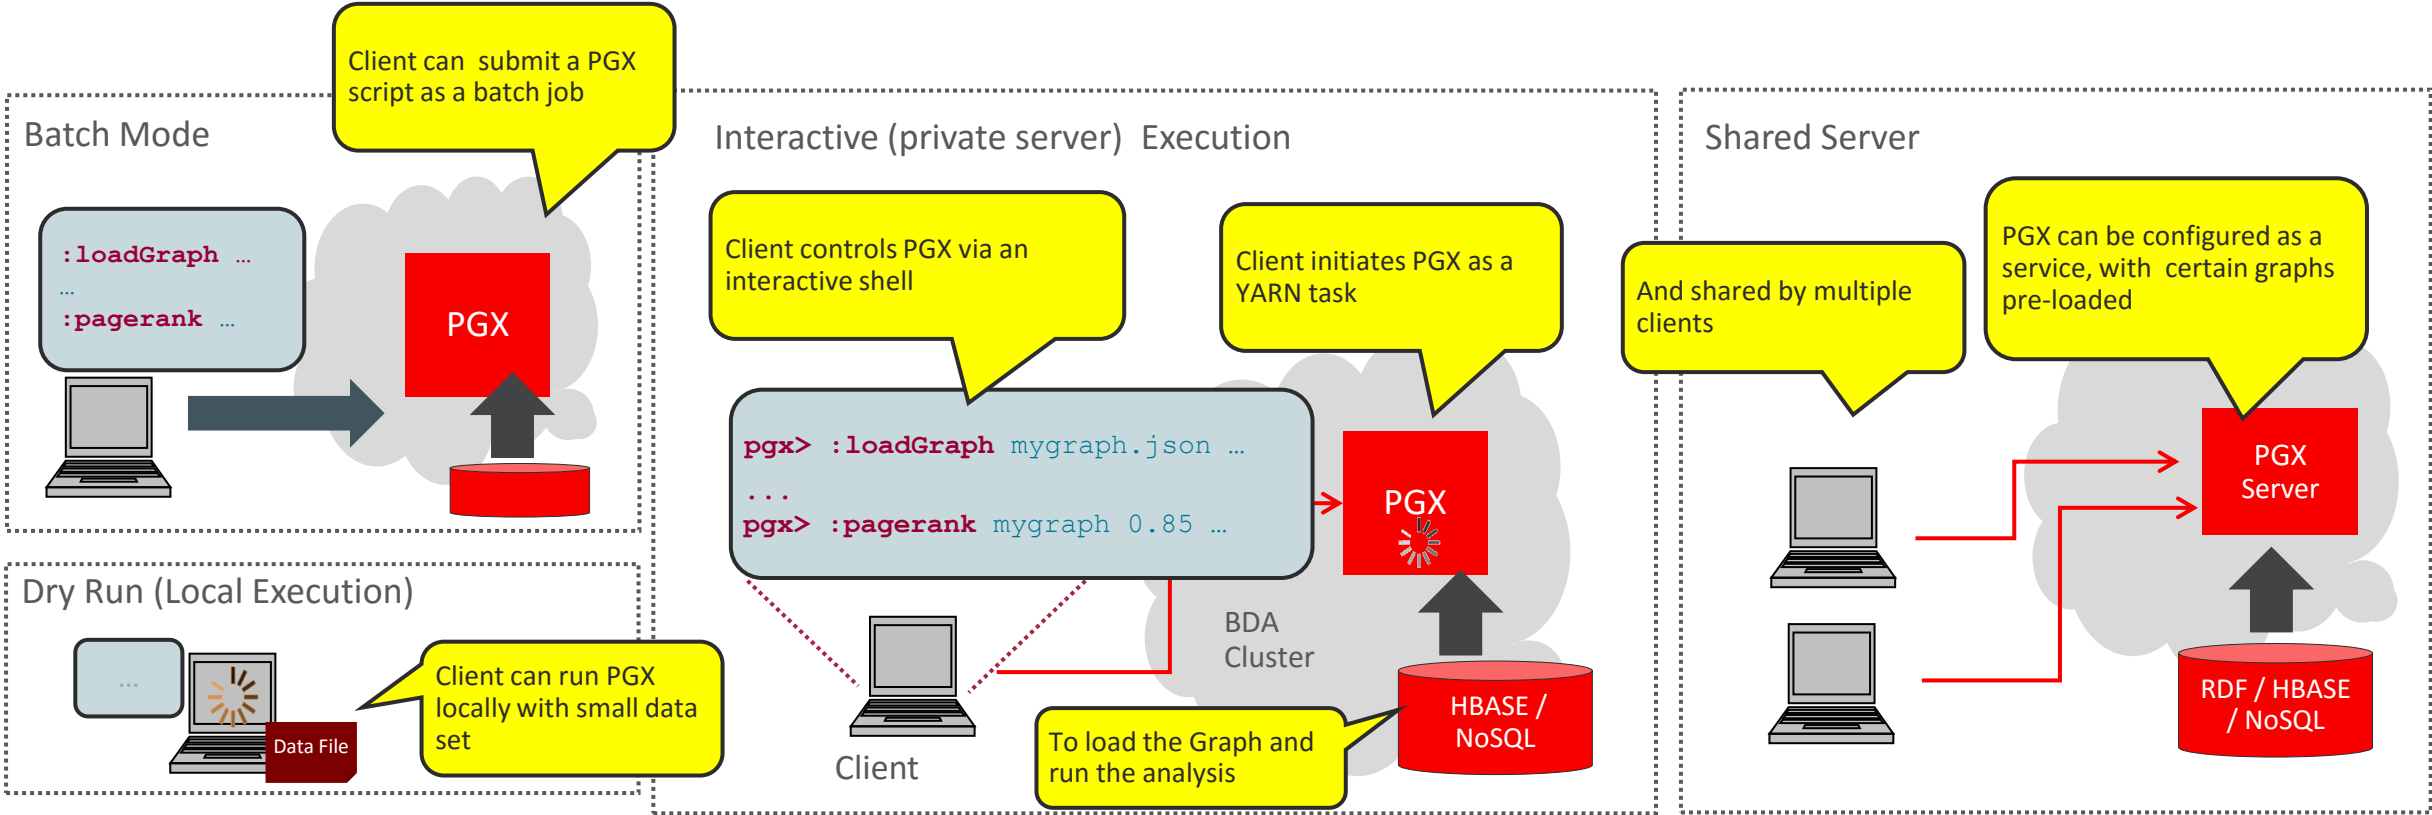 Client can submit a PGX
script as a batch job
Batch Mode
:loadGraph …
…
:pagerank …
PGX
Dry Run (Local Execution)
...
Data File
Client can run PGX
locally with small data
set
Interactive (private server) Execution
Client controls PGX via an
interactive shell
Client initiates PGX as a
YARN task
pgx> :loadGraph mygraph.json …
...
pgx> :pagerank mygraph 0.85 …
PGX
BDA
Cluster
Client
To load the Graph and
run the analysis
HBASE /
NoSQL
Shared Server
And shared by multiple
clients
PGX can be configured as a
service, with certain graphs
pre-loaded
PGX
Server
RDF / HBASE
/ NoSQL